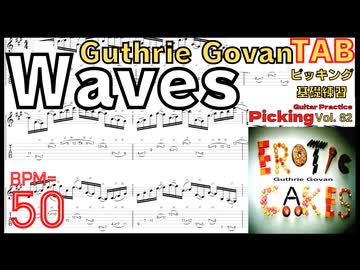 Guthrie Govan TAB
Waves
ピッキング
基礎練習
Guitar Practice
Picking Vol. 82
BPM=
50
EROTIC
Guthrie Govan
CAKES